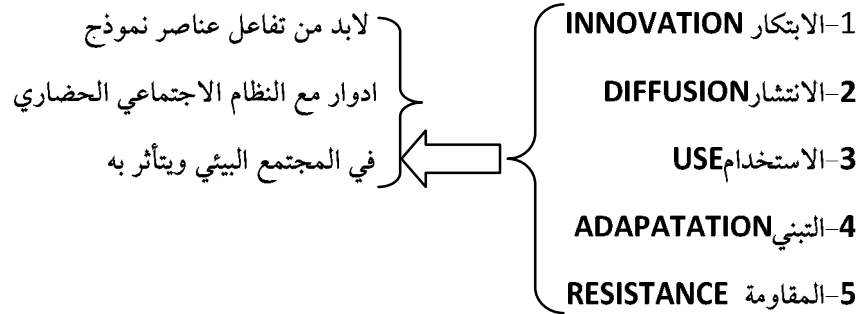 1-الابتكار INNOVATION
2-الانتشارDIFFUSION
3-الاستخدامUSE
4-التبنيADAPATATION
5-المقاومة RESISTANCE
لابد من تفاعل عناصر نموذج
ادوار مع النظام الاجتماعي الحضاري
في المجتمع البيئي ويتأثر به